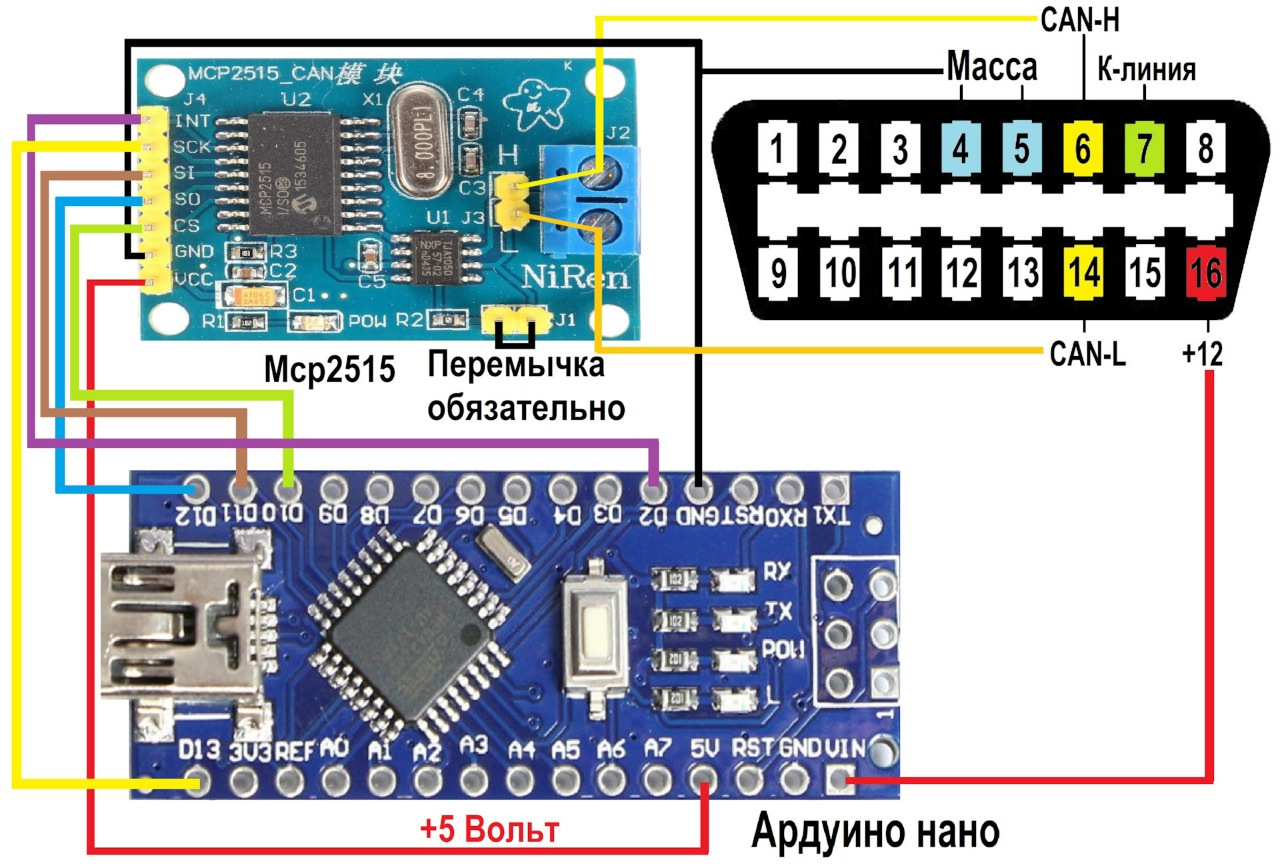 CAN-H
Масса
К-линия
MCP2515_CAN模块
K
J4
U2
X1
C4
J2
INT
SCK
SI
SO
CS
GND
VCC
MCP2515
I/SO
1534605
8.000
H
C3
U1
J3
L
NXP
TJA1050
R3
C2
C5
C1
NiRen
R1
POW
R2
J1
1 2 3 4 5 6 7 8
9 10 11 12 13 14 15 16
Mcp2515
Перемычка
обязательно
CAN-L
+12
D12 D11 D10 D9 D8 D7 D6 D5 D4 D3 D2 GND RST RX0 TX1
RX
TX
POW
L
1
D13 3V3 REF A0 A1 A2 A3 A4 A5 A6 A7 5V RST GND VIN
+5 Вольт
Ардуино нано